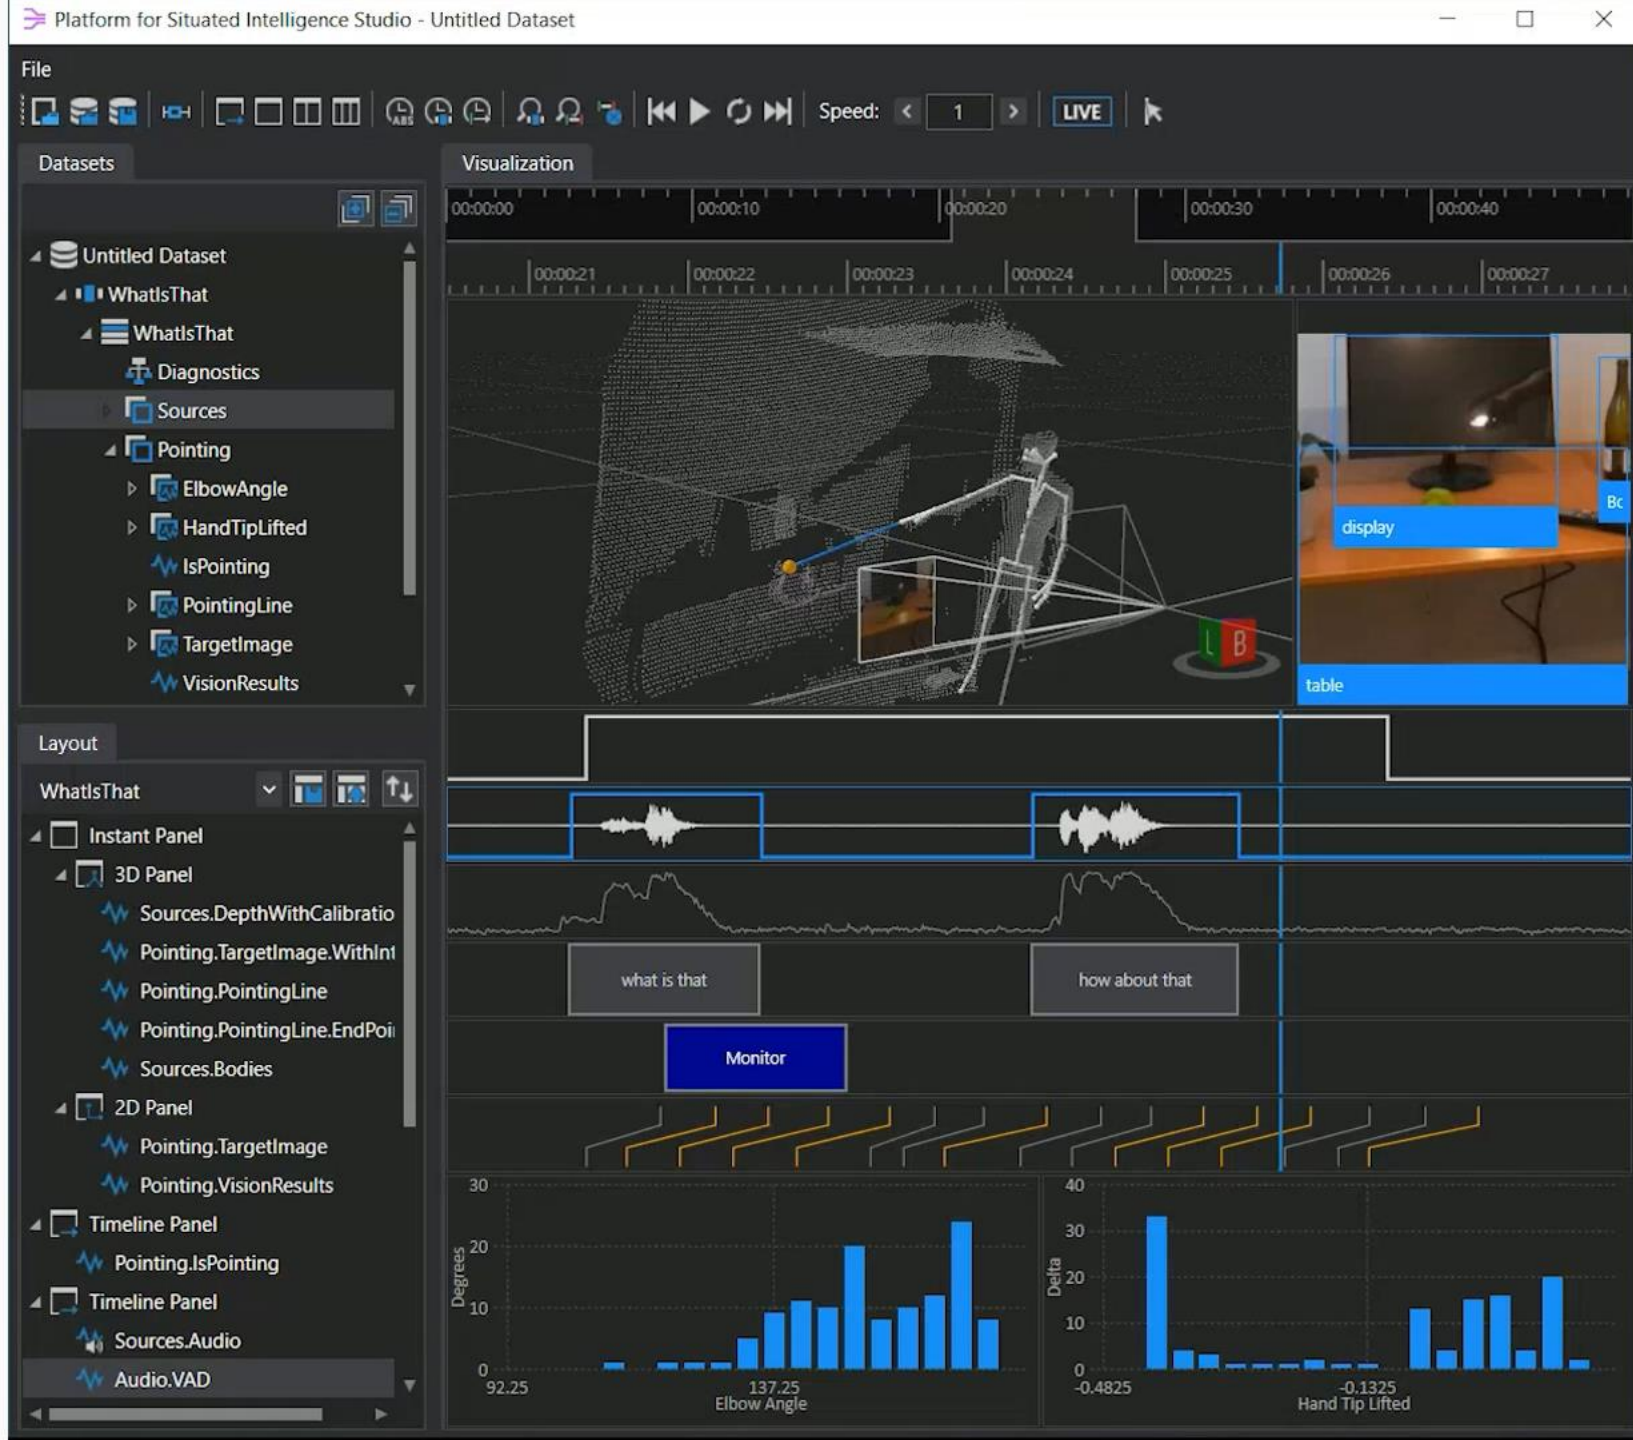 Platform for Situated Intelligence Studio - Untitled Dataset
File
ABS
Speed: < 1 > LIVE
Datasets
Visualization
00:00:00 00:00:10 00:00:20 00:00:30 00:00:40
00:00:21 00:00:22 00:00:23 00:00:24 00:00:25 00:00:26 00:00:27
Untitled Dataset
WhatIsThat
WhatIsThat
Diagnostics
Sources
Pointing
ElbowAngle
HandTipLifted
IsPointing
PointingLine
TargetImage
VisionResults
display
Bc
L B
table
Layout
WhatIsThat
Instant Panel
3D Panel
Sources.DepthWithCalibratio
Pointing.TargetImage.WithInt
Pointing.PointingLine
Pointing.PointingLine.EndPoi
Sources.Bodies
2D Panel
Pointing.TargetImage
Pointing.VisionResults
Timeline Panel
Pointing.IsPointing
Timeline Panel
Sources.Audio
Audio.VAD
what is that
how about that
Monitor
30
20
10
0
Degrees
92.25 137.25
Elbow Angle
40
30
20
10
0
Delta
-0.4825 -0.1325
Hand Tip Lifted